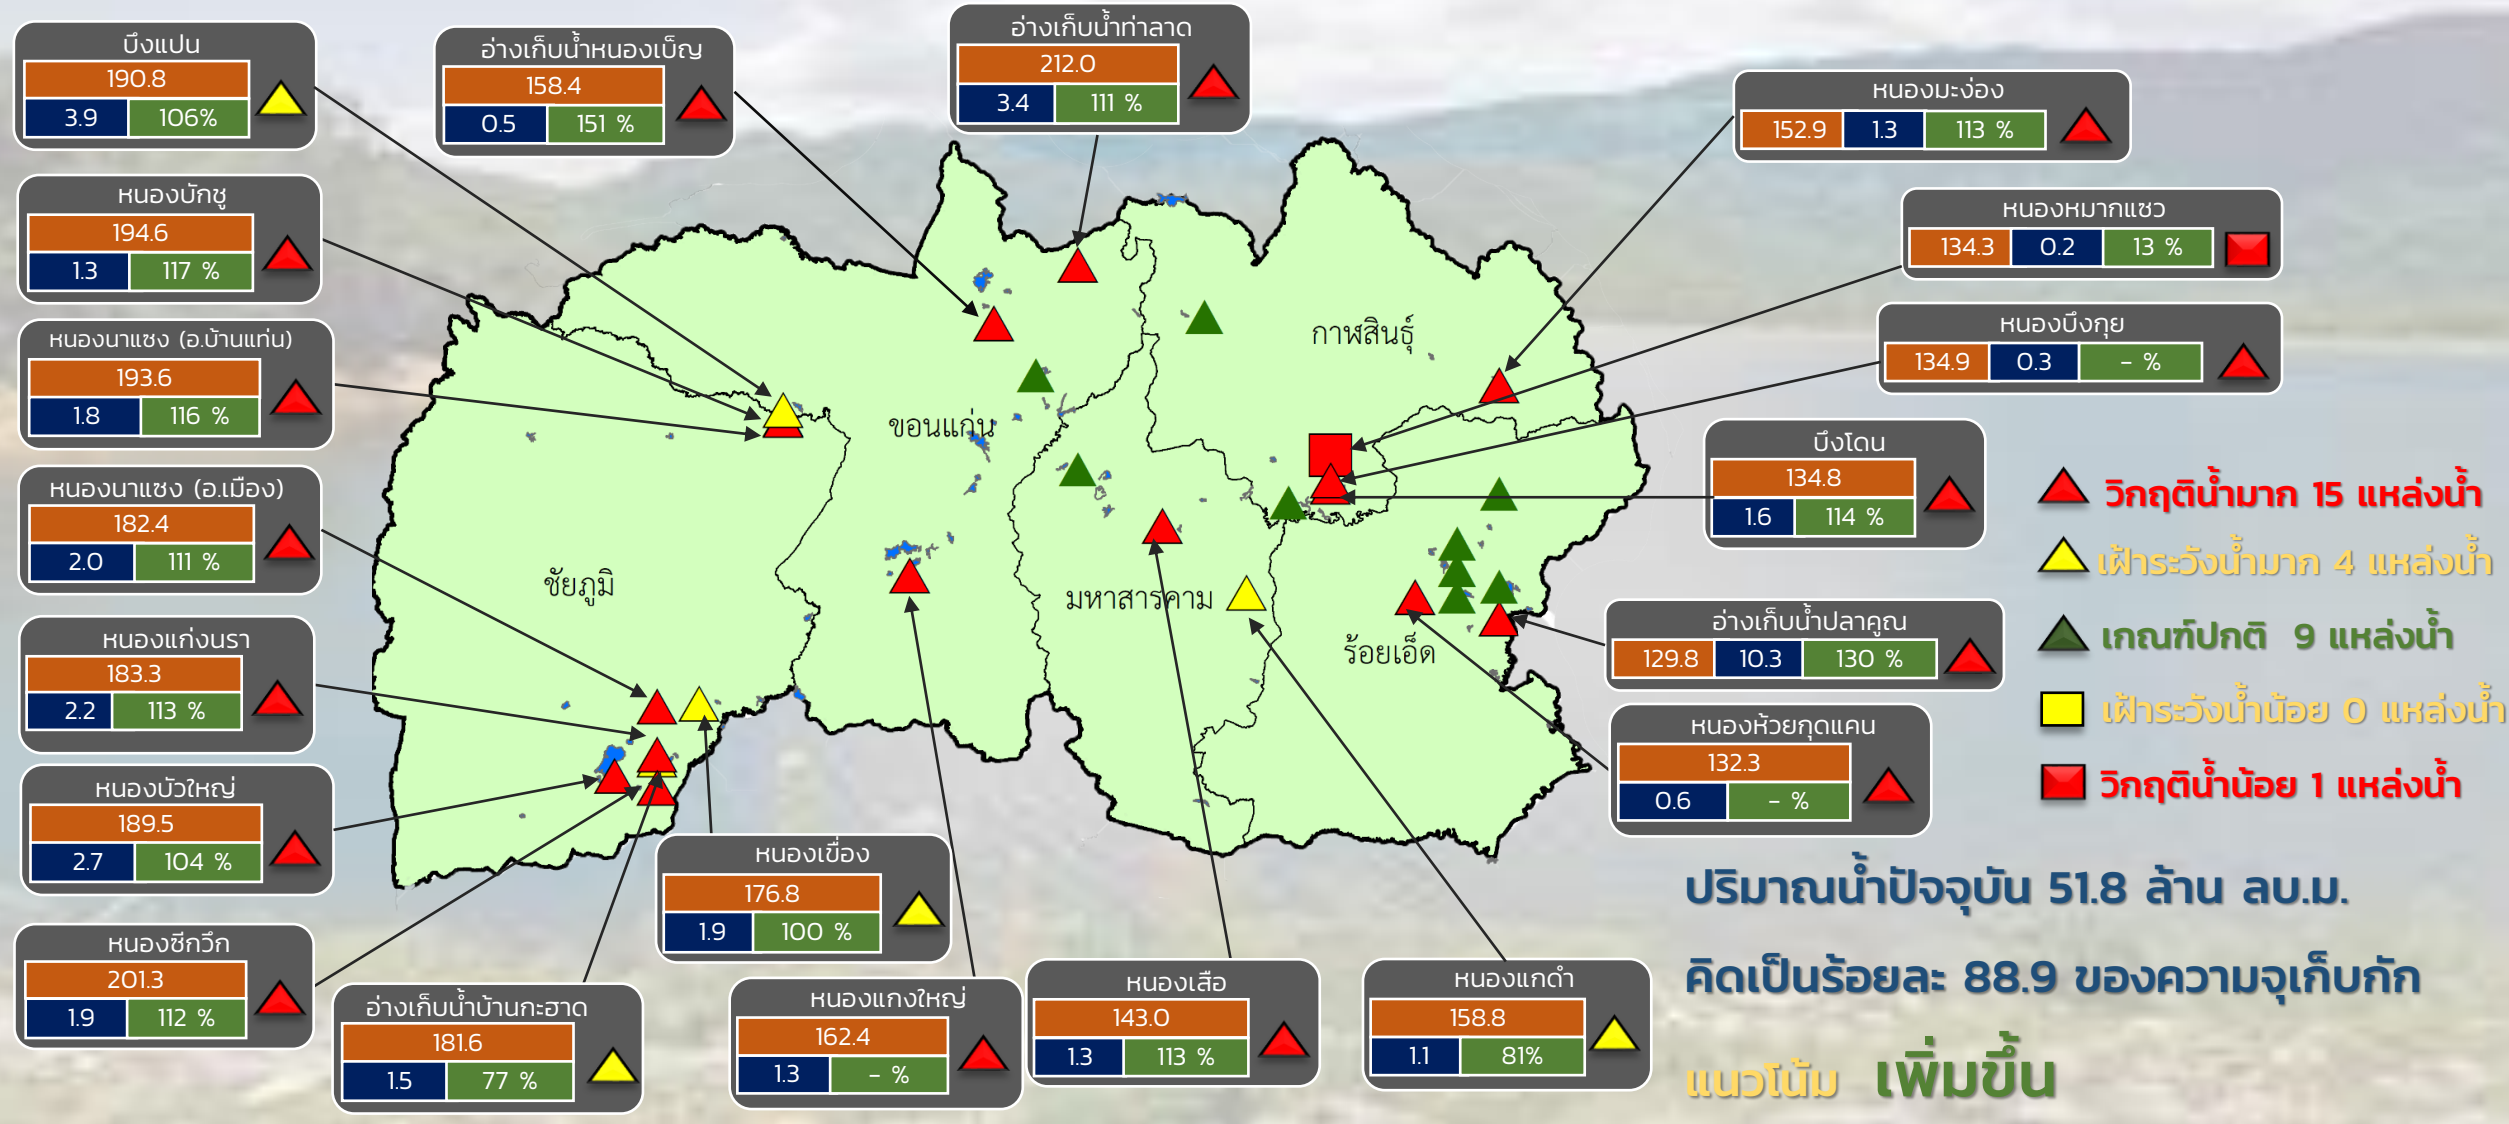 บึงแปน
190.8
3.9 106%
อ่างเก็บน้ำหนองเบ็ญ
158.4
0.5 151 %
อ่างเก็บน้ำท่าลาด
212.0
3.4 111 %
หนองมะง่อง
152.9 1.3 113 %
หนองบักชู
194.6
1.3 117 %
หนองหมากแซว
134.3 0.2 13 %
หนองนาแซง (อ.บ้านแท่น)
193.6
1.8 116 %
หนองบึงกุย
134.9 0.3 - %
กาฬสินธุ์
ขอนแก่น
บึงโดน
134.8
1.6 114 %
หนองนาแซง (อ.เมือง)
182.4
2.0 111 %
ชัยภูมิ
มหาสารคาม
ร้อยเอ็ด
วิกฤติน้ำมาก 15 แหล่งน้ำ
เฝ้าระวังน้ำมาก 4 แหล่งน้ำ
เกณฑ์ปกติ 9 แหล่งน้ำ
เฝ้าระวังน้ำน้อย 0 แหล่งน้ำ
วิกฤติน้ำน้อย 1 แหล่งน้ำ
อ่างเก็บน้ำปลาคูณ
129.8 10.3 130 %
หนองแก่งนรา
183.3
2.2 113 %
หนองห้วยกุดแคน
132.3
0.6 - %
หนองบัวใหญ่
189.5
2.7 104 %
หนองเขื่อง
176.8
1.9 100 %
หนองซีกวึก
201.3
1.9 112 %
อ่างเก็บน้ำบ้านกะฮาด
181.6
1.5 77 %
หนองแกงใหญ่
162.4
1.3 - %
หนองเสือ
143.0
1.3 113 %
หนองแกดำ
158.8
1.1 81%
ปริมาณน้ำปัจจุบัน 51.8 ล้าน ลบ.ม.
คิดเป็นร้อยละ 88.9 ของความจุเก็บกัก
แนวโน้ม เพิ่มขึ้น